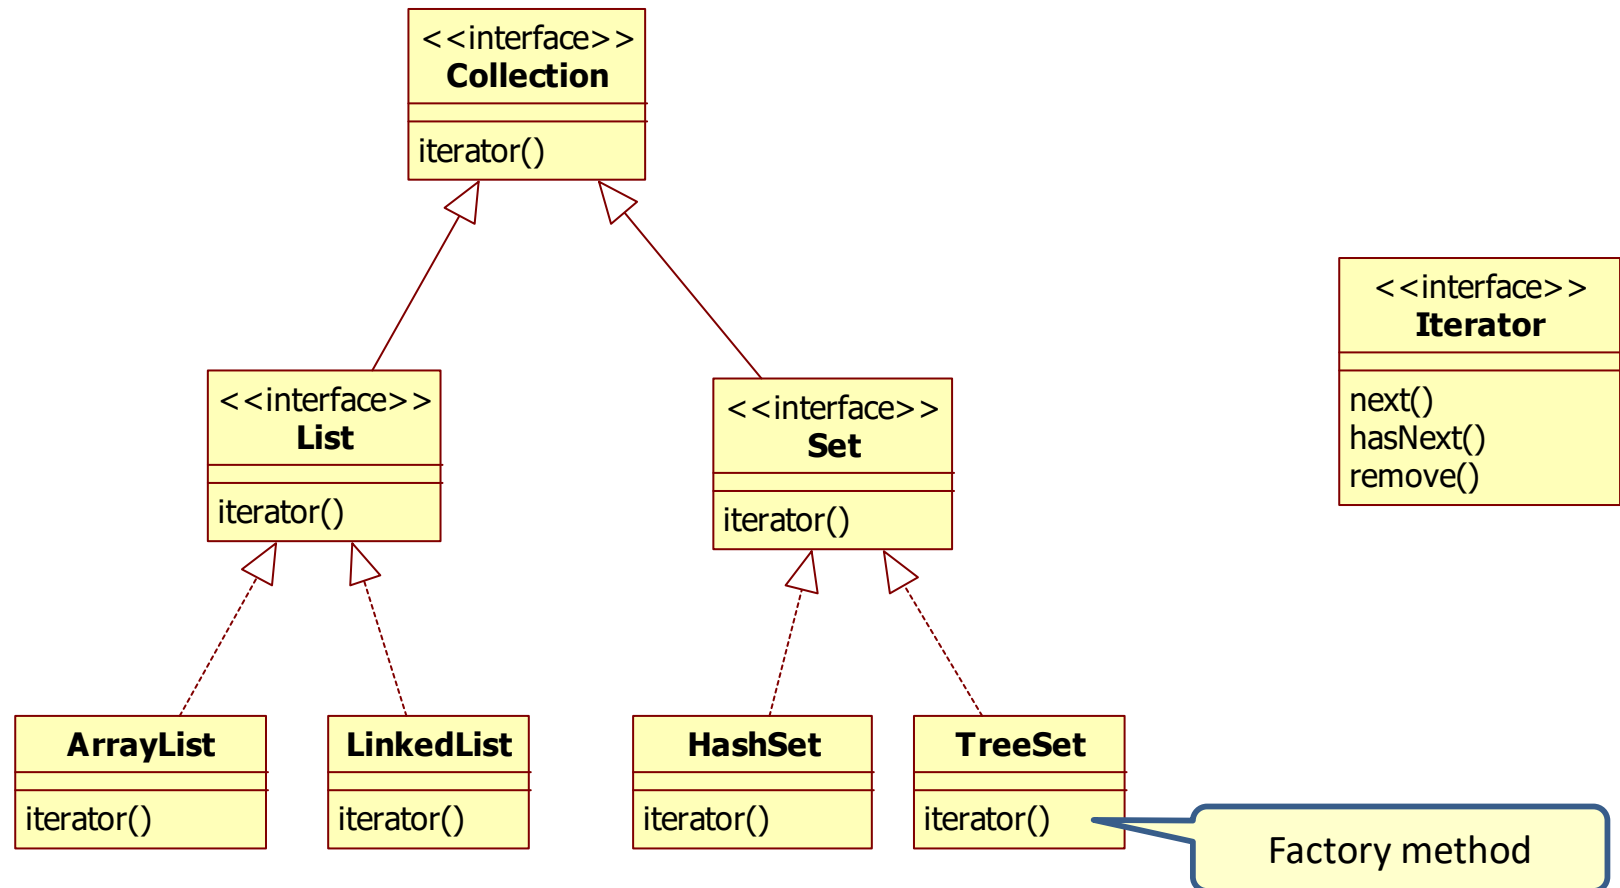 <<interface>>
Collection
iterator()
<<interface>>
Iterator
next()
hasNext()
remove()
<<interface>>
List
iterator()
<<interface>>
Set
iterator()
ArrayList
iterator()
LinkedList
iterator()
HashSet
iterator()
TreeSet
iterator()
Factory method